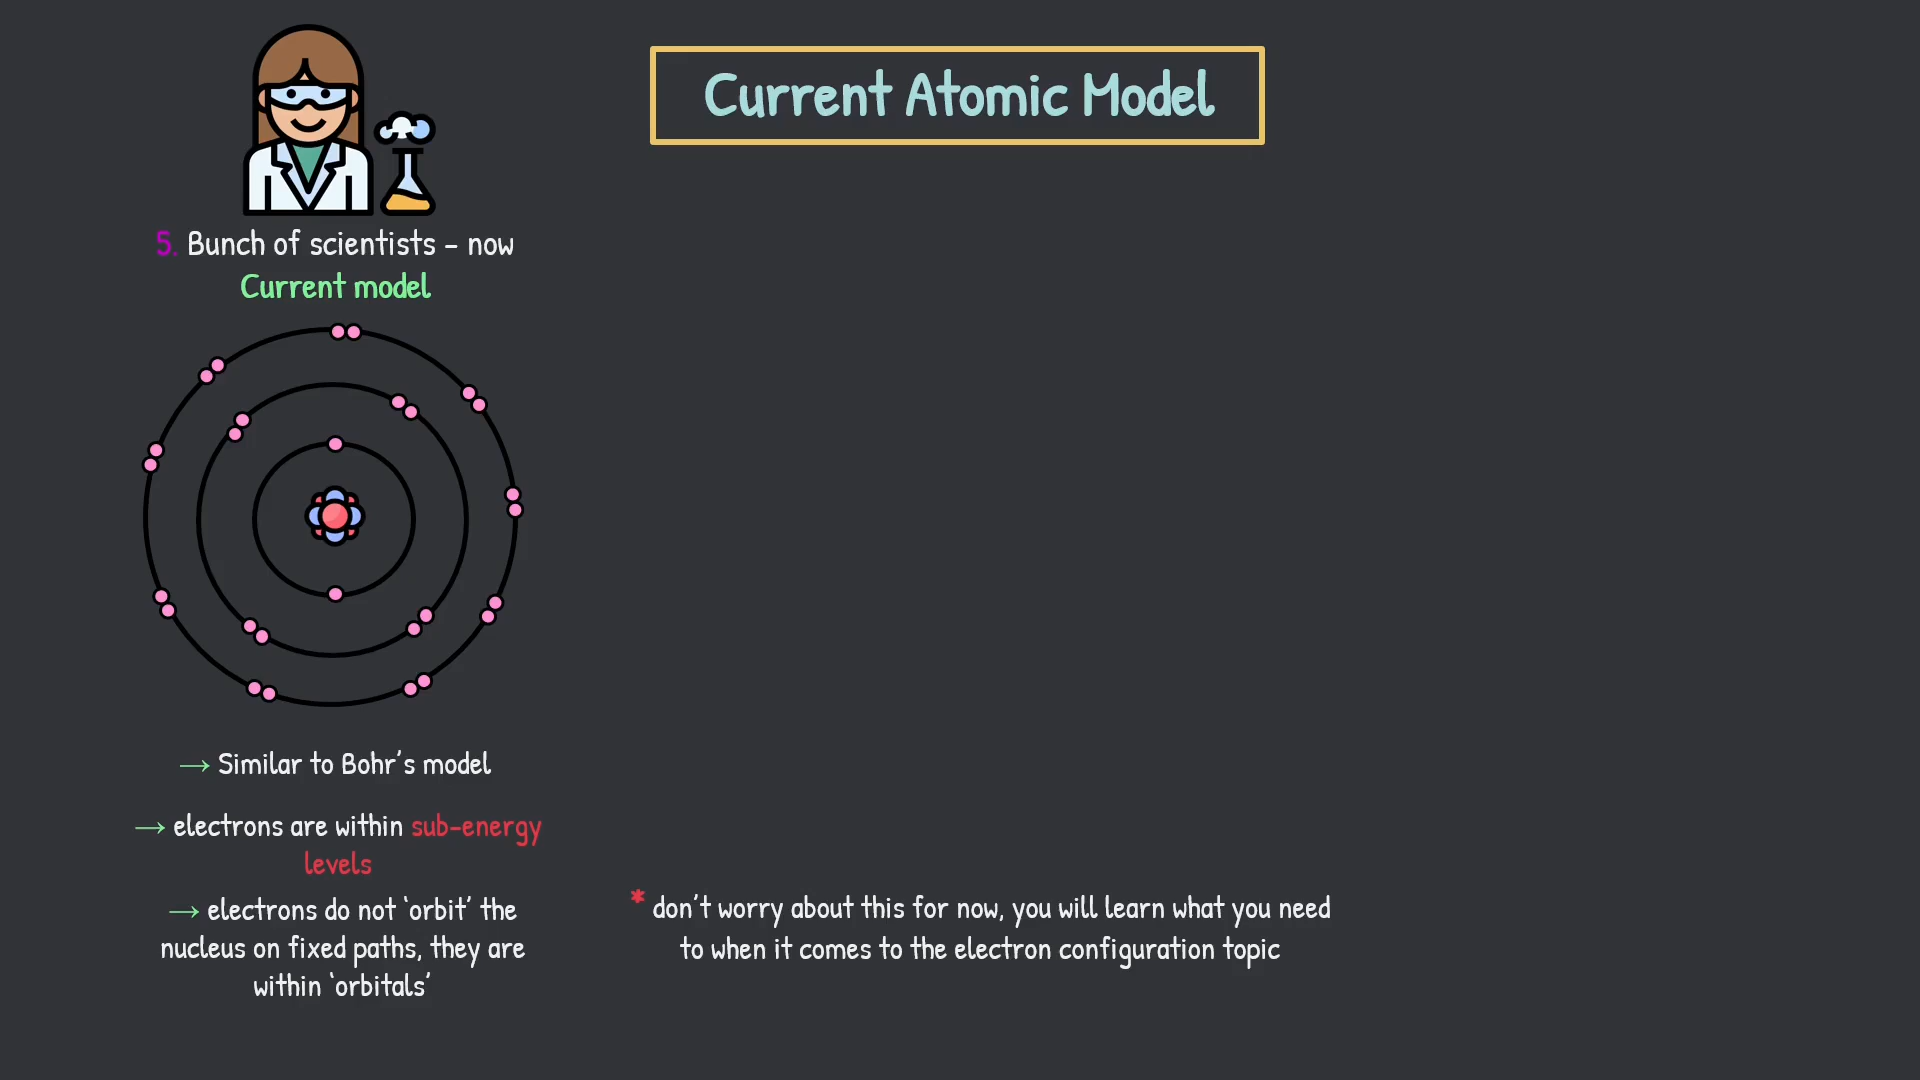 Current Atomic Model
5. Bunch of scientists - now
Current model
→ Similar to Bohr's model
→ electrons are within sub-energy
levels
→ electrons do not 'orbit' the
nucleus on fixed paths, they are
within 'orbitals'
* don't worry about this for now, you will learn what you need
to when it comes to the electron configuration topic